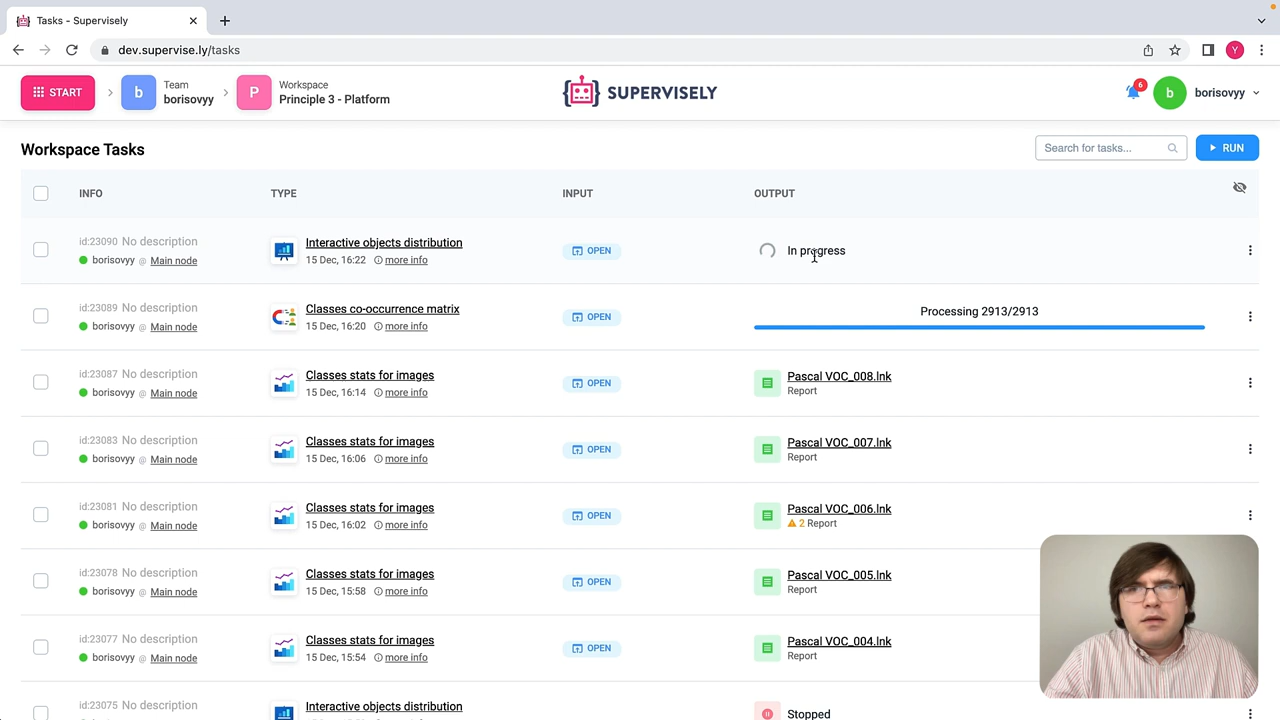 Tasks - Supervisely
dev.supervise.ly/tasks
Y
START
b
Team
borisovyy
P
Workspace
Principle 3 - Platform
SUPERVISELY
6
b
borisovyy
Workspace Tasks
Search for tasks...
RUN
INFO TYPE INPUT OUTPUT
id:23090 No description
borisovyy @ Main node
Interactive objects distribution
15 Dec, 16:22 more info
OPEN
In progress
id:23089 No description
borisovyy @ Main node
Classes co-occurrence matrix
15 Dec, 16:20 more info
OPEN
Processing 2913/2913
id:23087 No description
borisovyy @ Main node
Classes stats for images
15 Dec, 16:14 more info
OPEN
Pascal VOC_008.lnk
Report
id:23083 No description
borisovyy @ Main node
Classes stats for images
15 Dec, 16:06 more info
OPEN
Pascal VOC_007.lnk
Report
id:23081 No description
borisovyy @ Main node
Classes stats for images
15 Dec, 16:02 more info
OPEN
Pascal VOC_006.lnk
2 Report
id:23078 No description
borisovyy @ Main node
Classes stats for images
15 Dec, 15:58 more info
OPEN
Pascal VOC_005.lnk
Report
id:23077 No description
borisovyy @ Main node
Classes stats for images
15 Dec, 15:54 more info
OPEN
Pascal VOC_004.lnk
Report
id:23075 No description
Interactive objects distribution
Stopped